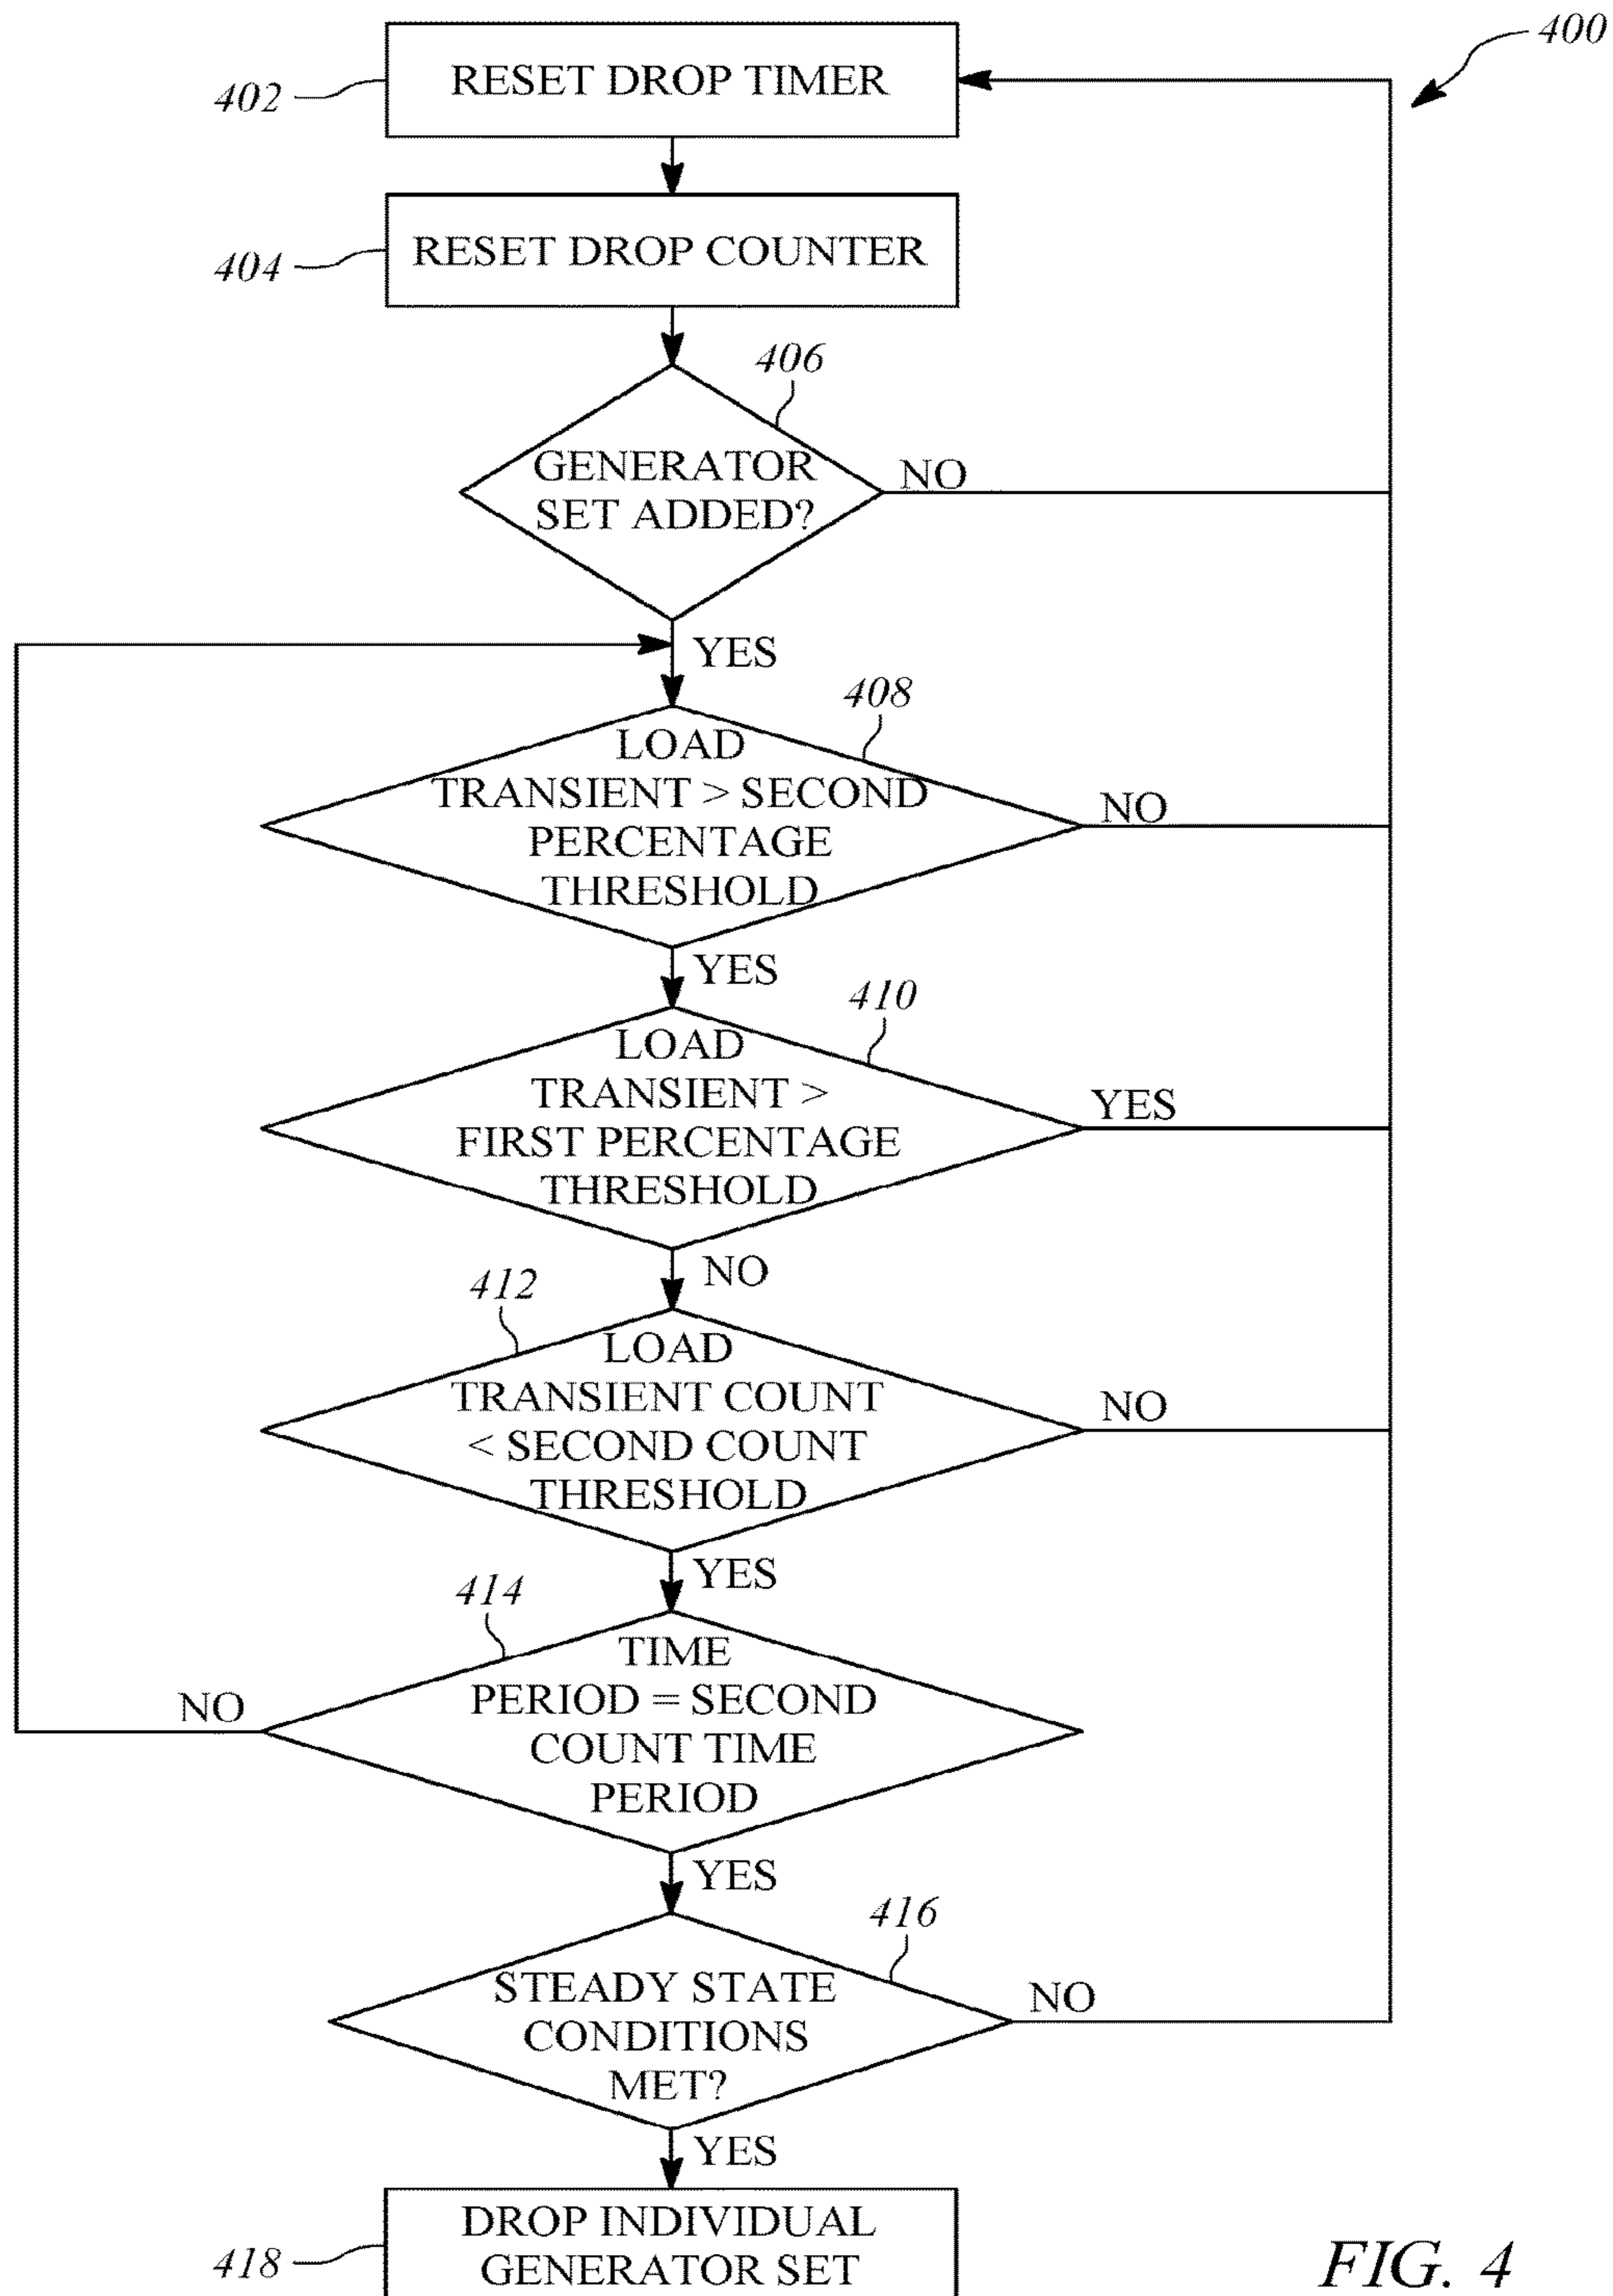 400
RESET DROP TIMER
402
RESET DROP COUNTER
404
406
GENERATOR
SET ADDED?
NO
YES
408
LOAD
TRANSIENT > SECOND
PERCENTAGE
THRESHOLD
NO
YES
410
LOAD
TRANSIENT >
FIRST PERCENTAGE
THRESHOLD
YES
NO
412
LOAD
TRANSIENT COUNT
< SECOND COUNT
THRESHOLD
NO
YES
414
TIME
PERIOD = SECOND
COUNT TIME
PERIOD
NO
YES
416
STEADY STATE
CONDITIONS
MET?
NO
YES
DROP INDIVIDUAL
GENERATOR SET
418
FIG. 4